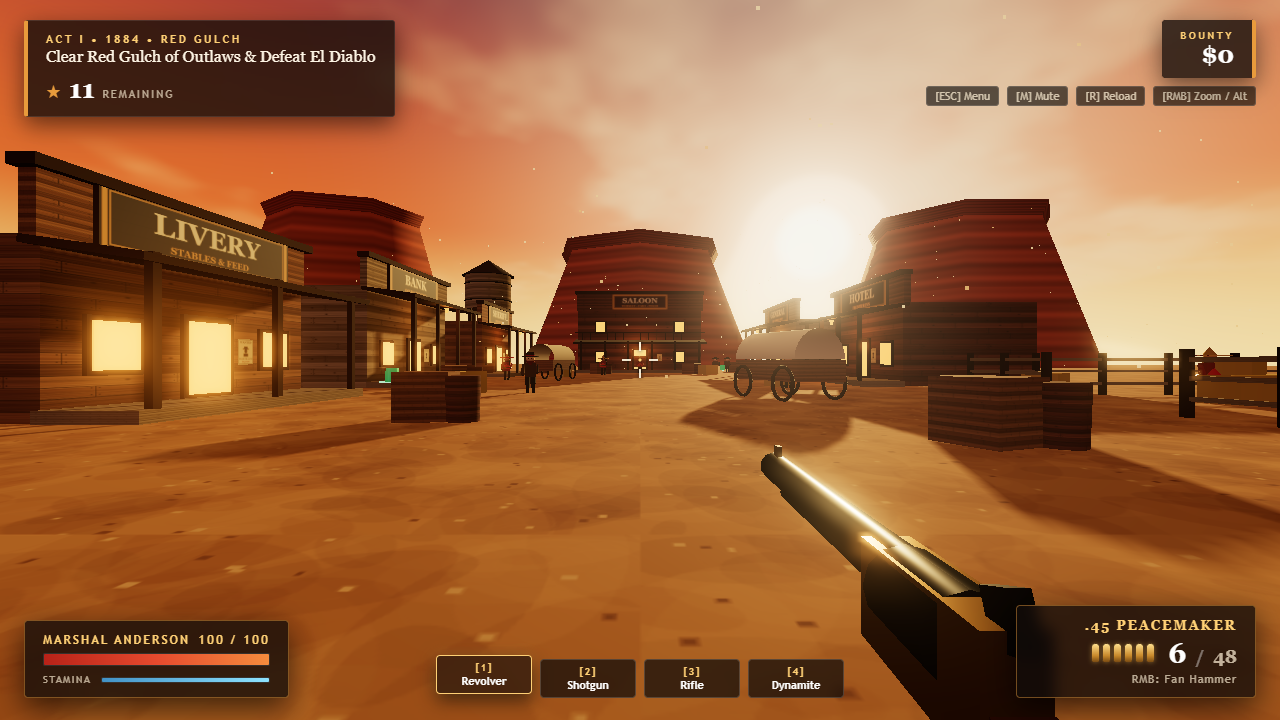 ACT I • 1884 • RED GULCH
Clear Red Gulch of Outlaws & Defeat El Diablo
★ 11 REMAINING
BOUNTY
$0
[ESC] Menu
[M] Mute
[R] Reload
[RMB] Zoom / Alt
LIVERY
STABLES & FEED
BANK
SALOON
HOTEL
MARSHAL ANDERSON 100 / 100
STAMINA
[1]
Revolver
[2]
Shotgun
[3]
Rifle
[4]
Dynamite
.45 PEACEMAKER
6 / 48
RMB: Fan Hammer